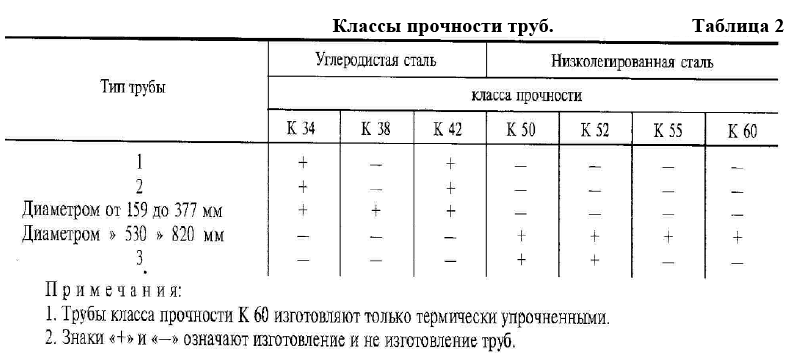 Классы прочности труб. Таблица 2
Тип трубы Углеродистая сталь Низколегированная сталь
класса прочности
К 34 К 38 К 42 К 50 К 52 К 55 К 60
1 + — + — — — —
2 + — + — — — —
Диаметром от 159 до 377 мм + + + — — — —
Диаметром » 530 » 820 мм — — — + + + +
3 — — — + + — —
Примечания:
1. Трубы класса прочности К 60 изготовляют только термически упрочненными.
2. Знаки «+» и «—» означают изготовление и не изготовление труб.